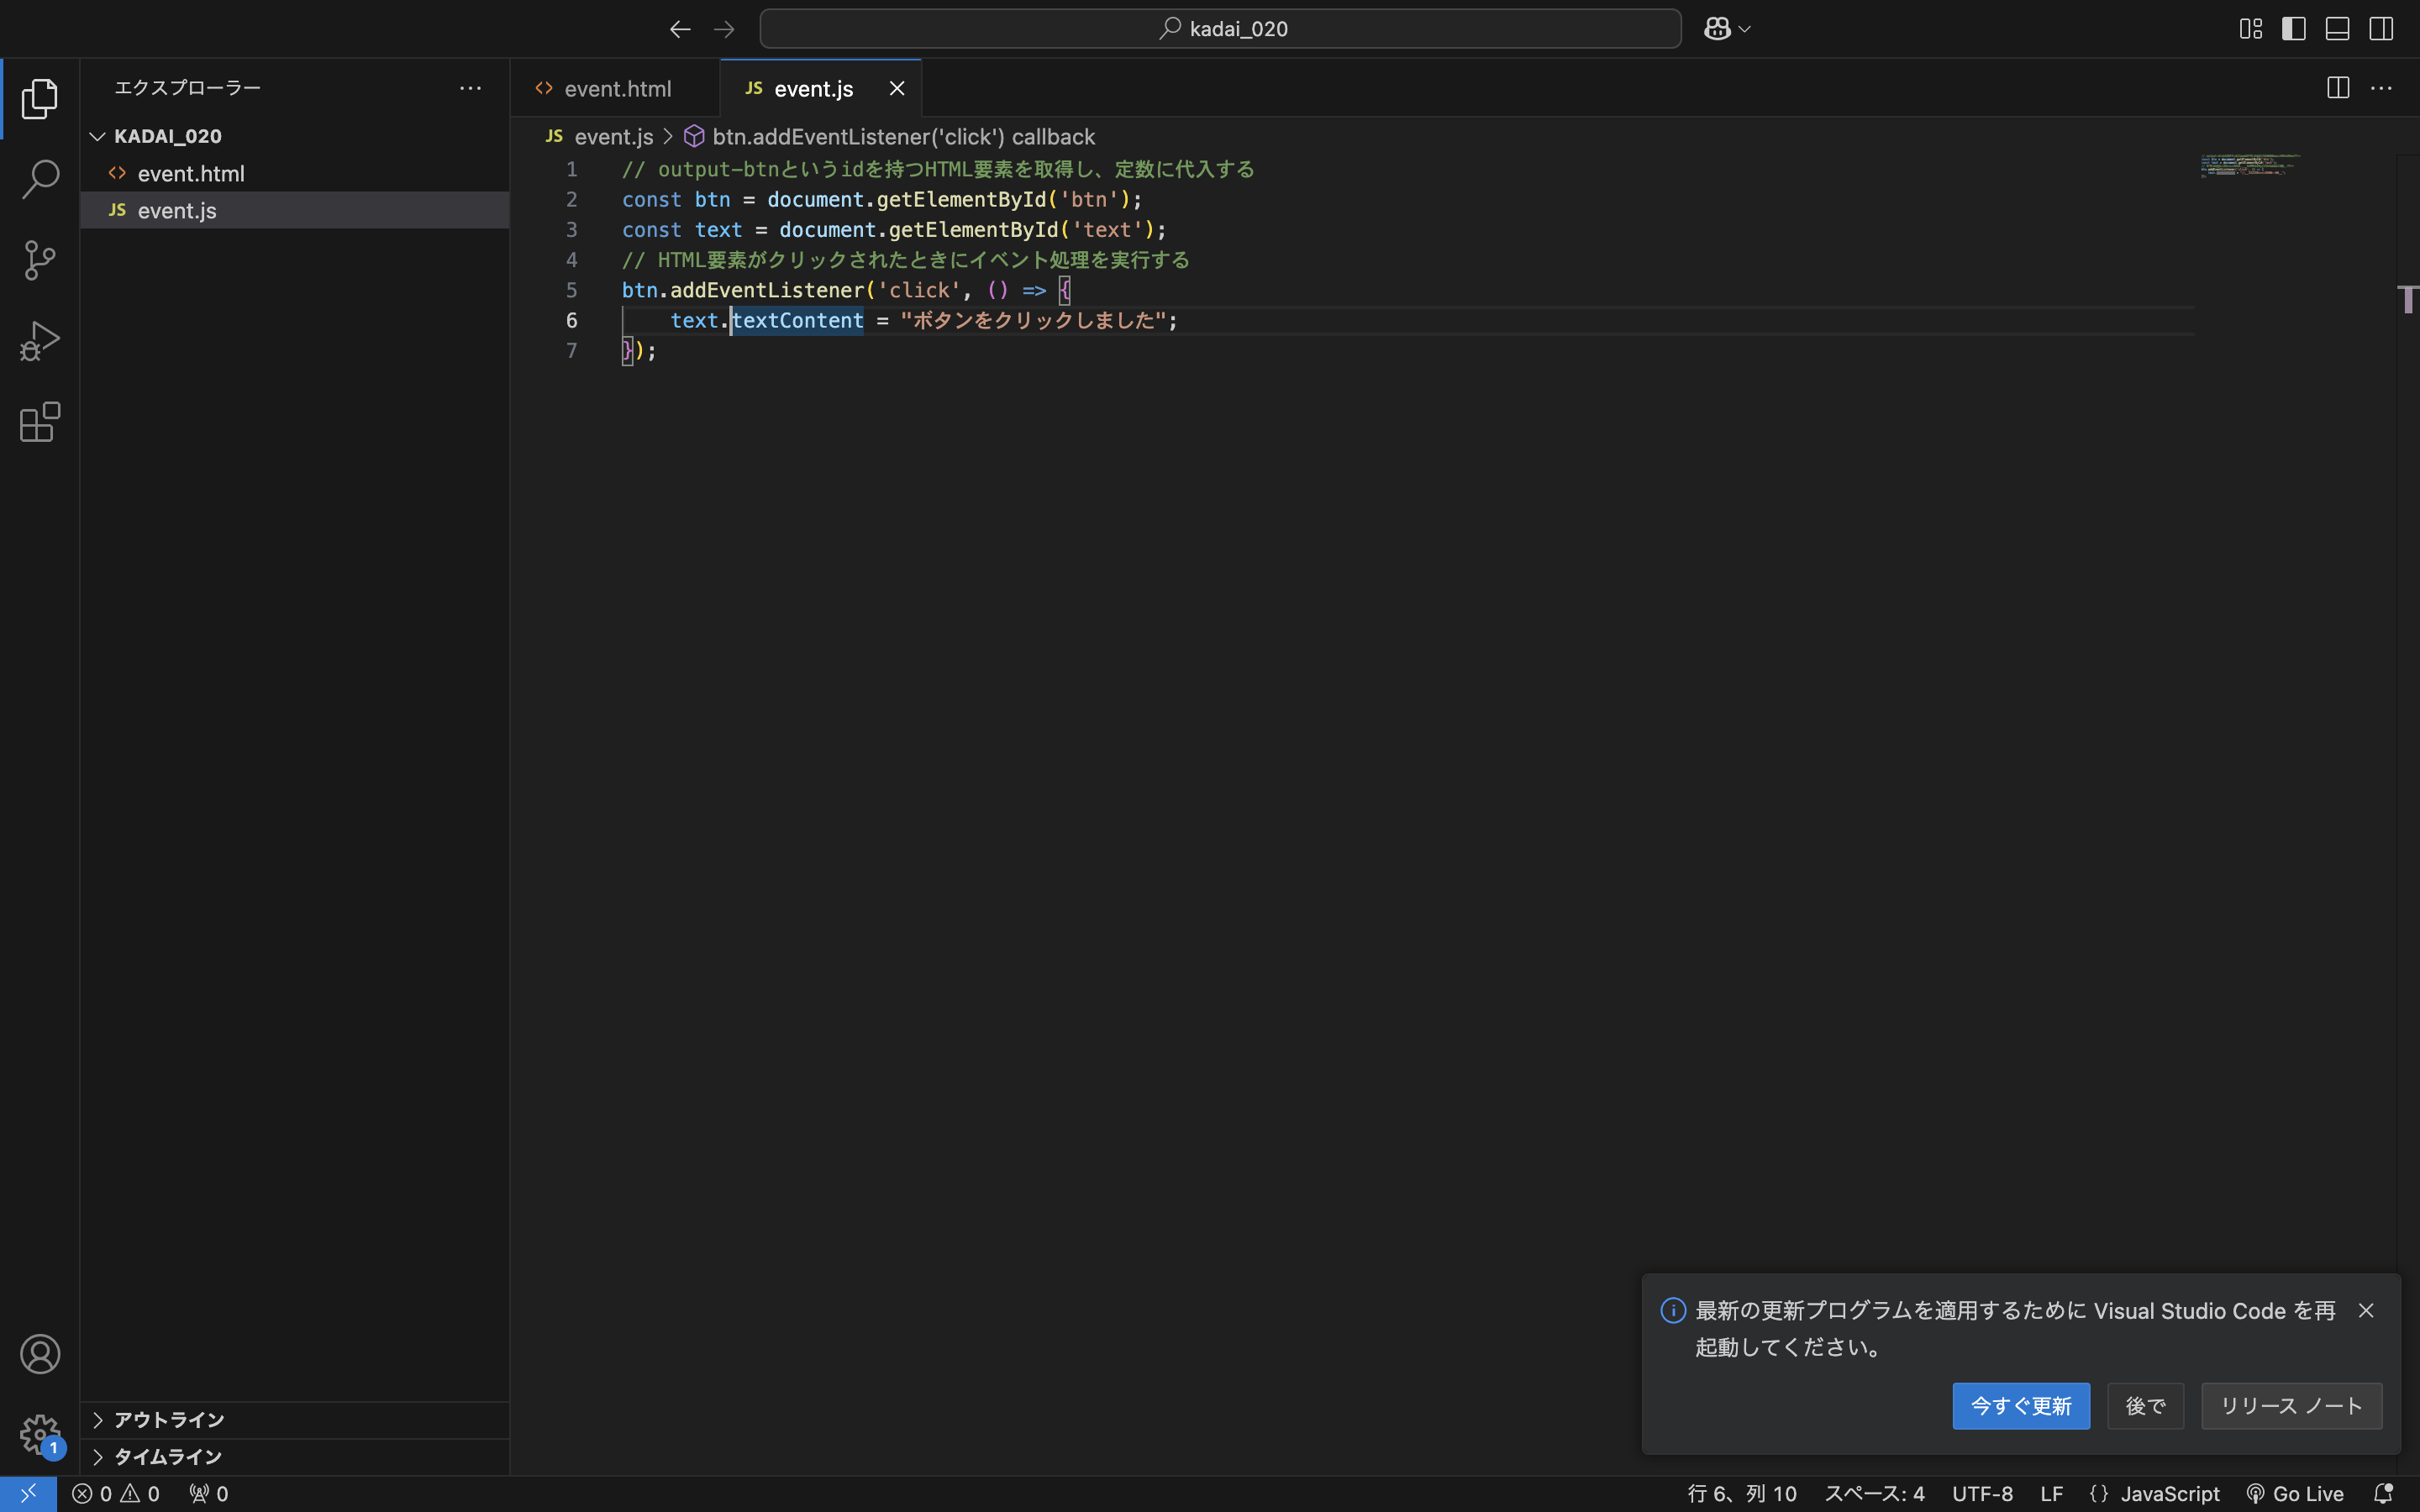 kadai_020
エクスプローラー
KADAI_020
event.html
JS event.js
event.html
JS event.js
JS event.js > btn.addEventListener('click') callback
1 // output-btnというidを持つHTML要素を取得し、定数に代入する
2 const btn = document.getElementById('btn');
3 const text = document.getElementById('text');
4 // HTML要素がクリックされたときにイベント処理を実行する
5 btn.addEventListener('click', () => {
6 text.textContent = "ボタンをクリックしました";
7 });
アウトライン
タイムライン
1
最新の更新プログラムを適用するために Visual Studio Code を再
起動してください。
今すぐ更新 後で リリース ノート
0 0 0
行 6、列 10 スペース: 4 UTF-8 LF {} JavaScript Go Live